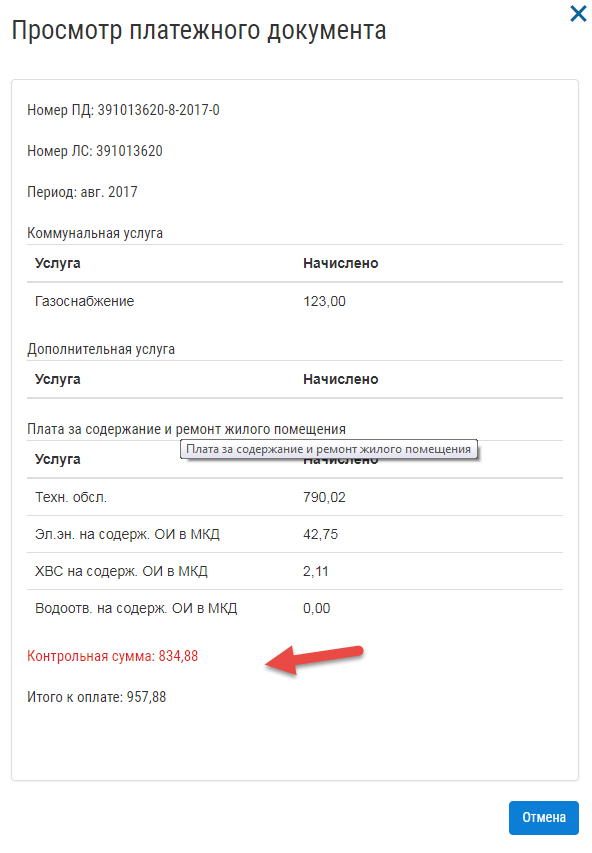 Просмотр платежного документа
Номер ПД: 391013620-8-2017-0
Номер ЛС: 391013620
Период: авг. 2017
Коммунальная услуга
Услуга Начислено
Газоснабжение 123,00
Дополнительная услуга
Услуга Начислено
Плата за содержание и ремонт жилого помещения
Плата за содержание и ремонт жилого помещения
Услуга Начислено
Техн. обсл. 790,02
Эл.эн. на содерж. ОИ в МКД 42,75
ХВС на содерж. ОИ в МКД 2,11
Водоотв. на содерж. ОИ в МКД 0,00
Контрольная сумма: 834,88
Итого к оплате: 957,88
Отмена